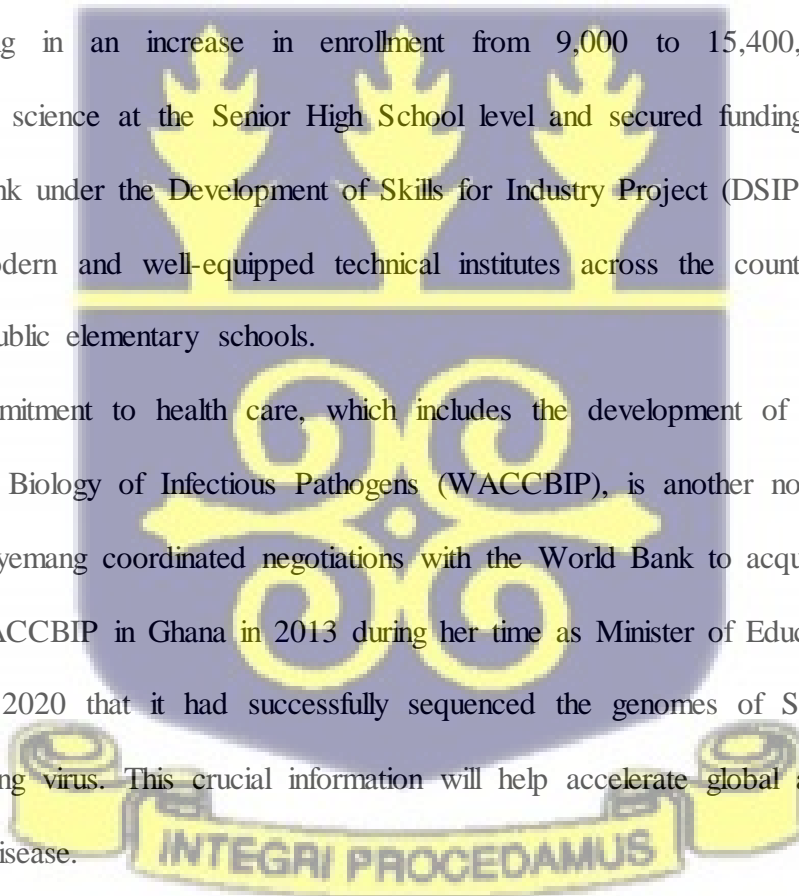 g in an increase in enrollment from 9,000 to 15,400,
science at the Senior High School level and secured funding
nk under the Development of Skills for Industry Project (DSIP
dern and well-equipped technical institutes across the count
ublic elementary schools.
mitment to health care, which includes the development of
Biology of Infectious Pathogens (WACCBIP), is another no
yemang coordinated negotiations with the World Bank to acqu
ACCBIP in Ghana in 2013 during her time as Minister of Educ
2020 that it had successfully sequenced the genomes of S
ng virus. This crucial information will help accelerate global a
isease.
INTEGRI PROCEDAMUS